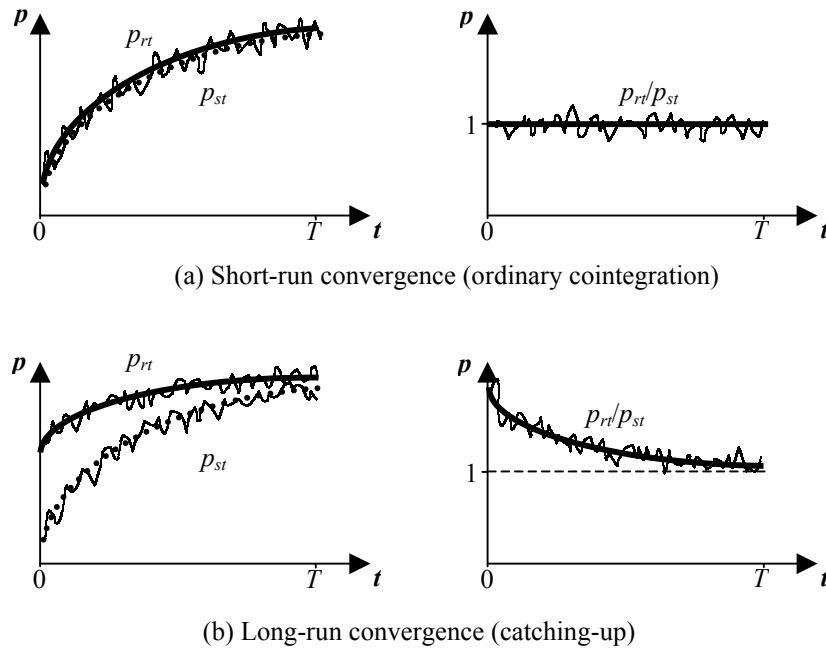 p
p_rt
p_st
0
T
t
p
p_rt/p_st
1
0
T
t
(a) Short-run convergence (ordinary cointegration)
p
p_rt
p_st
0
T
t
p
p_rt/p_st
1
0
T
t
(b) Long-run convergence (catching-up)